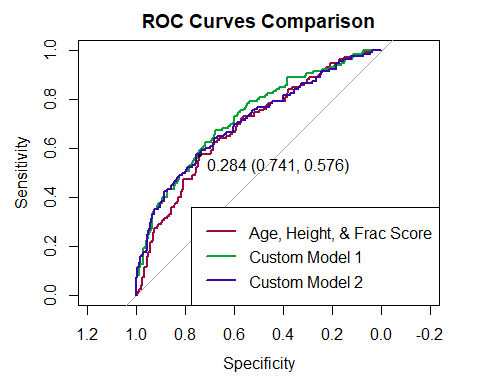 ROC Curves Comparison
Sensitivity
1.0
0.8
0.6
0.4
0.2
0.0
0.284 (0.741, 0.576)
Age, Height, & Frac Score
Custom Model 1
Custom Model 2
1.2 1.0 0.8 0.6 0.4 0.2 0.0 -0.2
Specificity